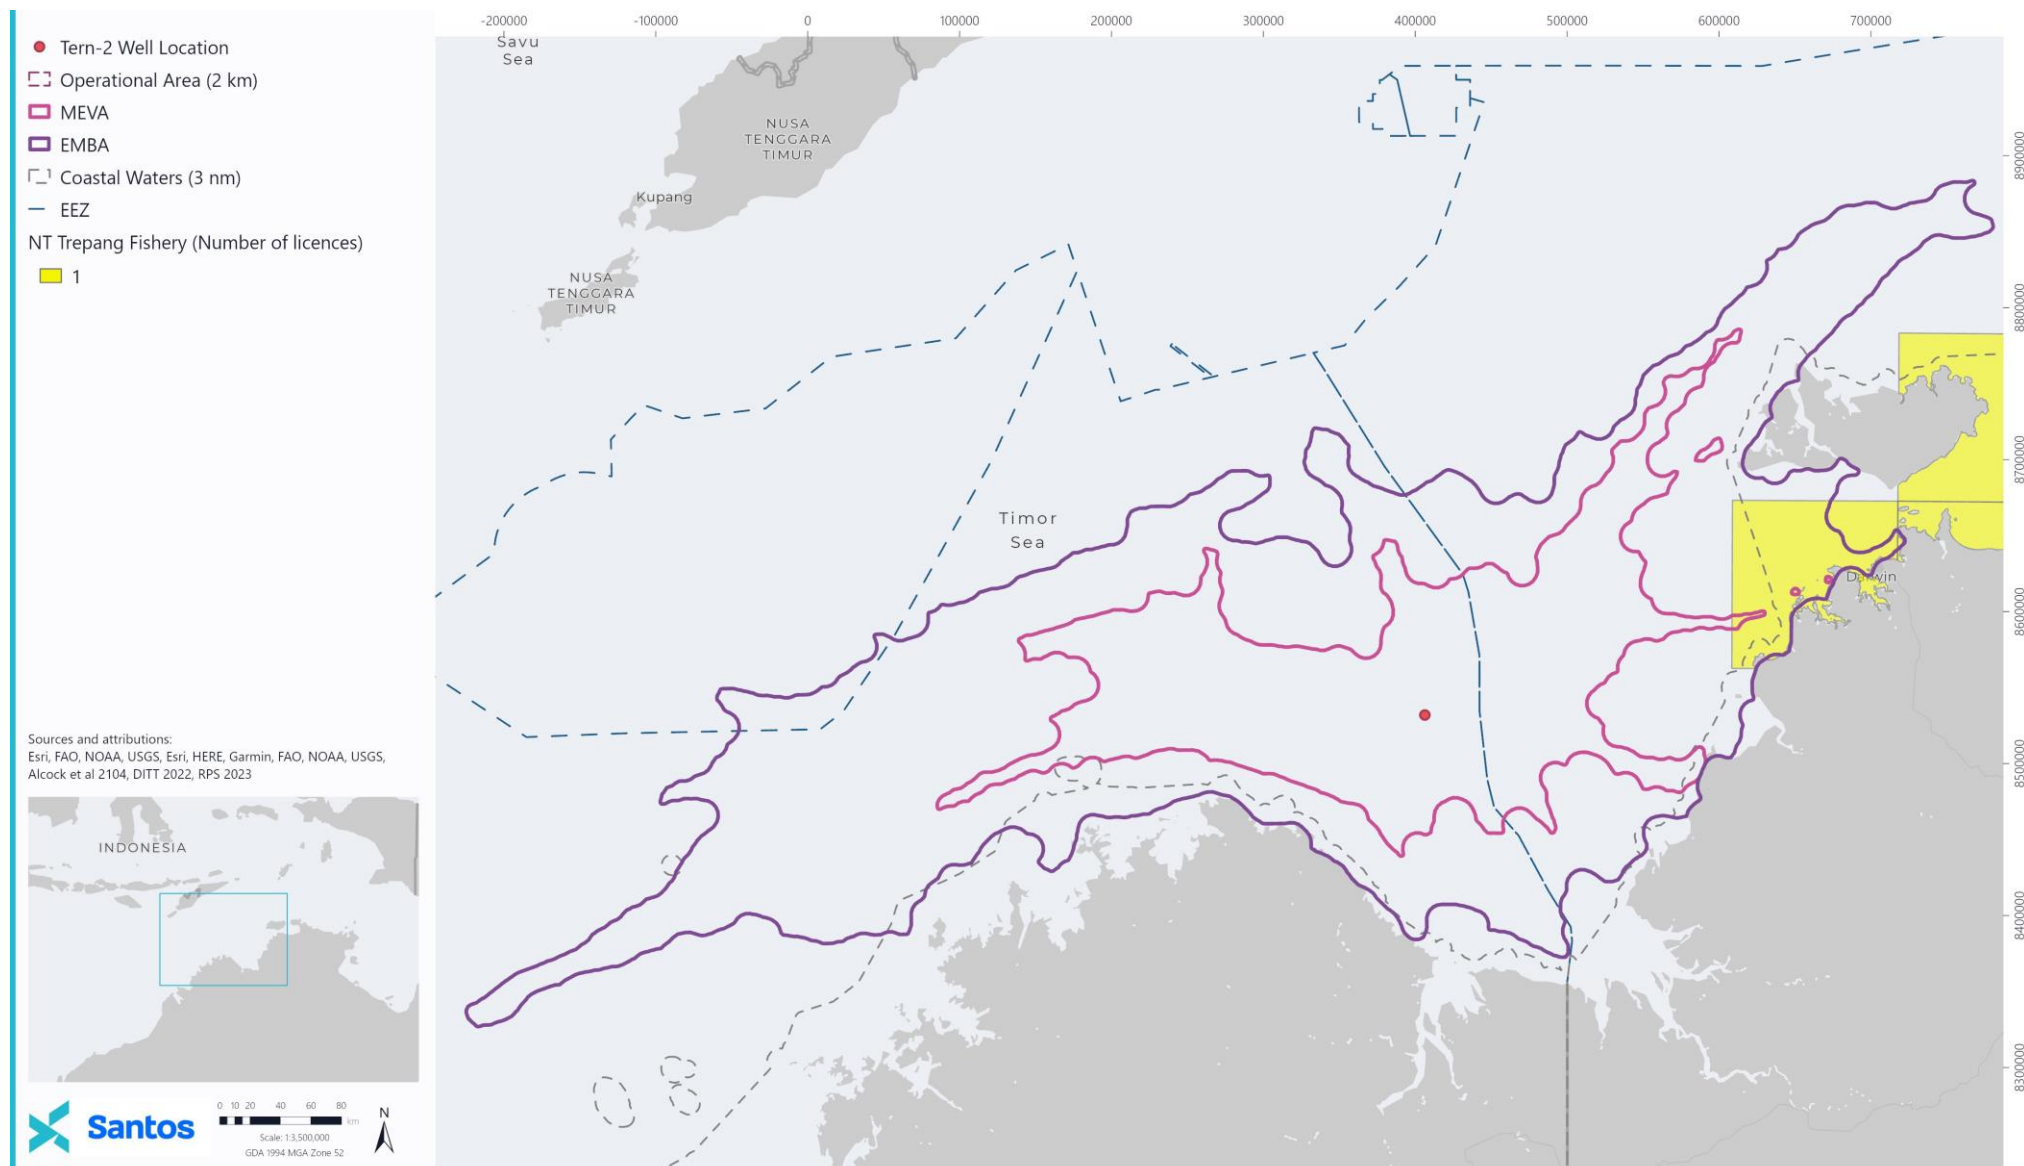 -200000 -100000 0 100000 200000 300000 400000 500000 600000 700000
Tern-2 Well Location
Operational Area (2 km)
MEVA
EMBA
Coastal Waters (3 nm)
EEZ
NT Trepang Fishery (Number of licences)
1
Savu
Sea
NUSA
TENGGARA
TIMUR
Kupang
NUSA
TENGGARA
TIMUR
Timor
Sea
Darwin
8900000
8800000
8700000
8600000
8500000
8400000
8300000
Sources and attributions:
Esri, FAO, NOAA, USGS, Esri, HERE, Garmin, FAO, NOAA, USGS,
Alcock et al 2104, DITT 2022, RPS 2023
INDONESIA
Santos
0 10 20 40 60 80
km
Scale: 1:3,500,000
GDA 1994 MGA Zone 52
N